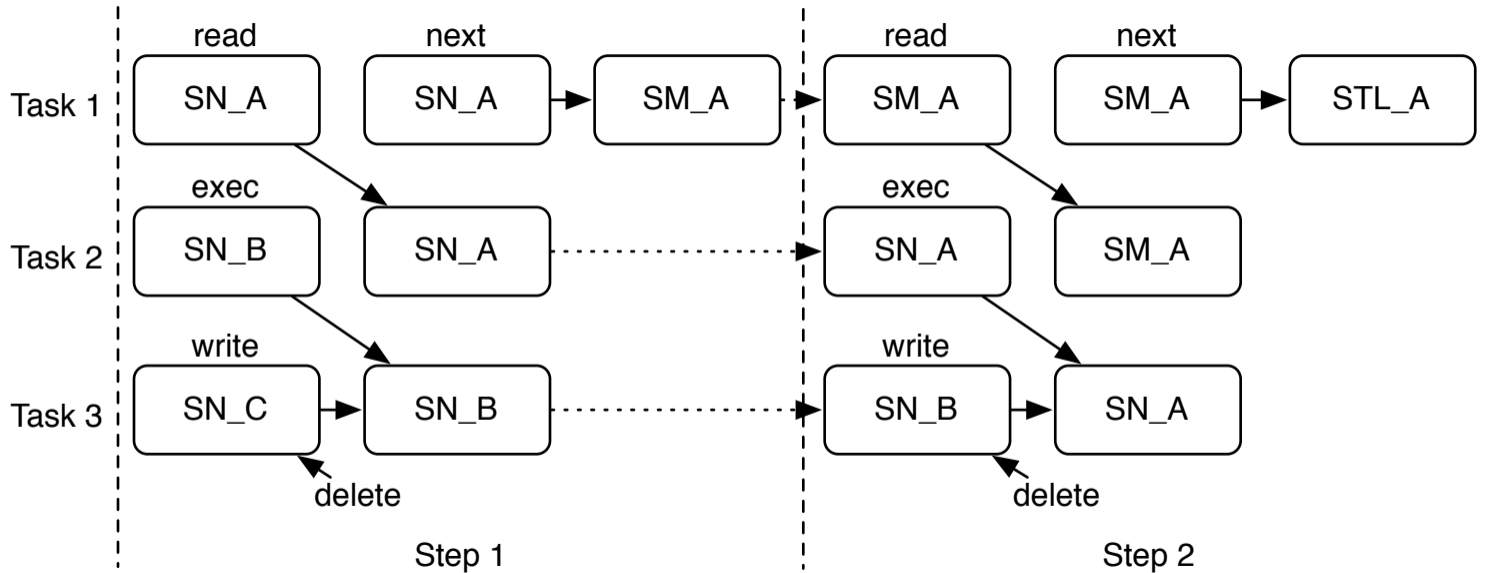 read next read next
Task 1 SN_A SN_A SM_A SM_A SM_A STL_A
exec exec
Task 2 SN_B SN_A SN_A SM_A
write write
Task 3 SN_C SN_B SN_B SN_A
delete delete
Step 1 Step 2